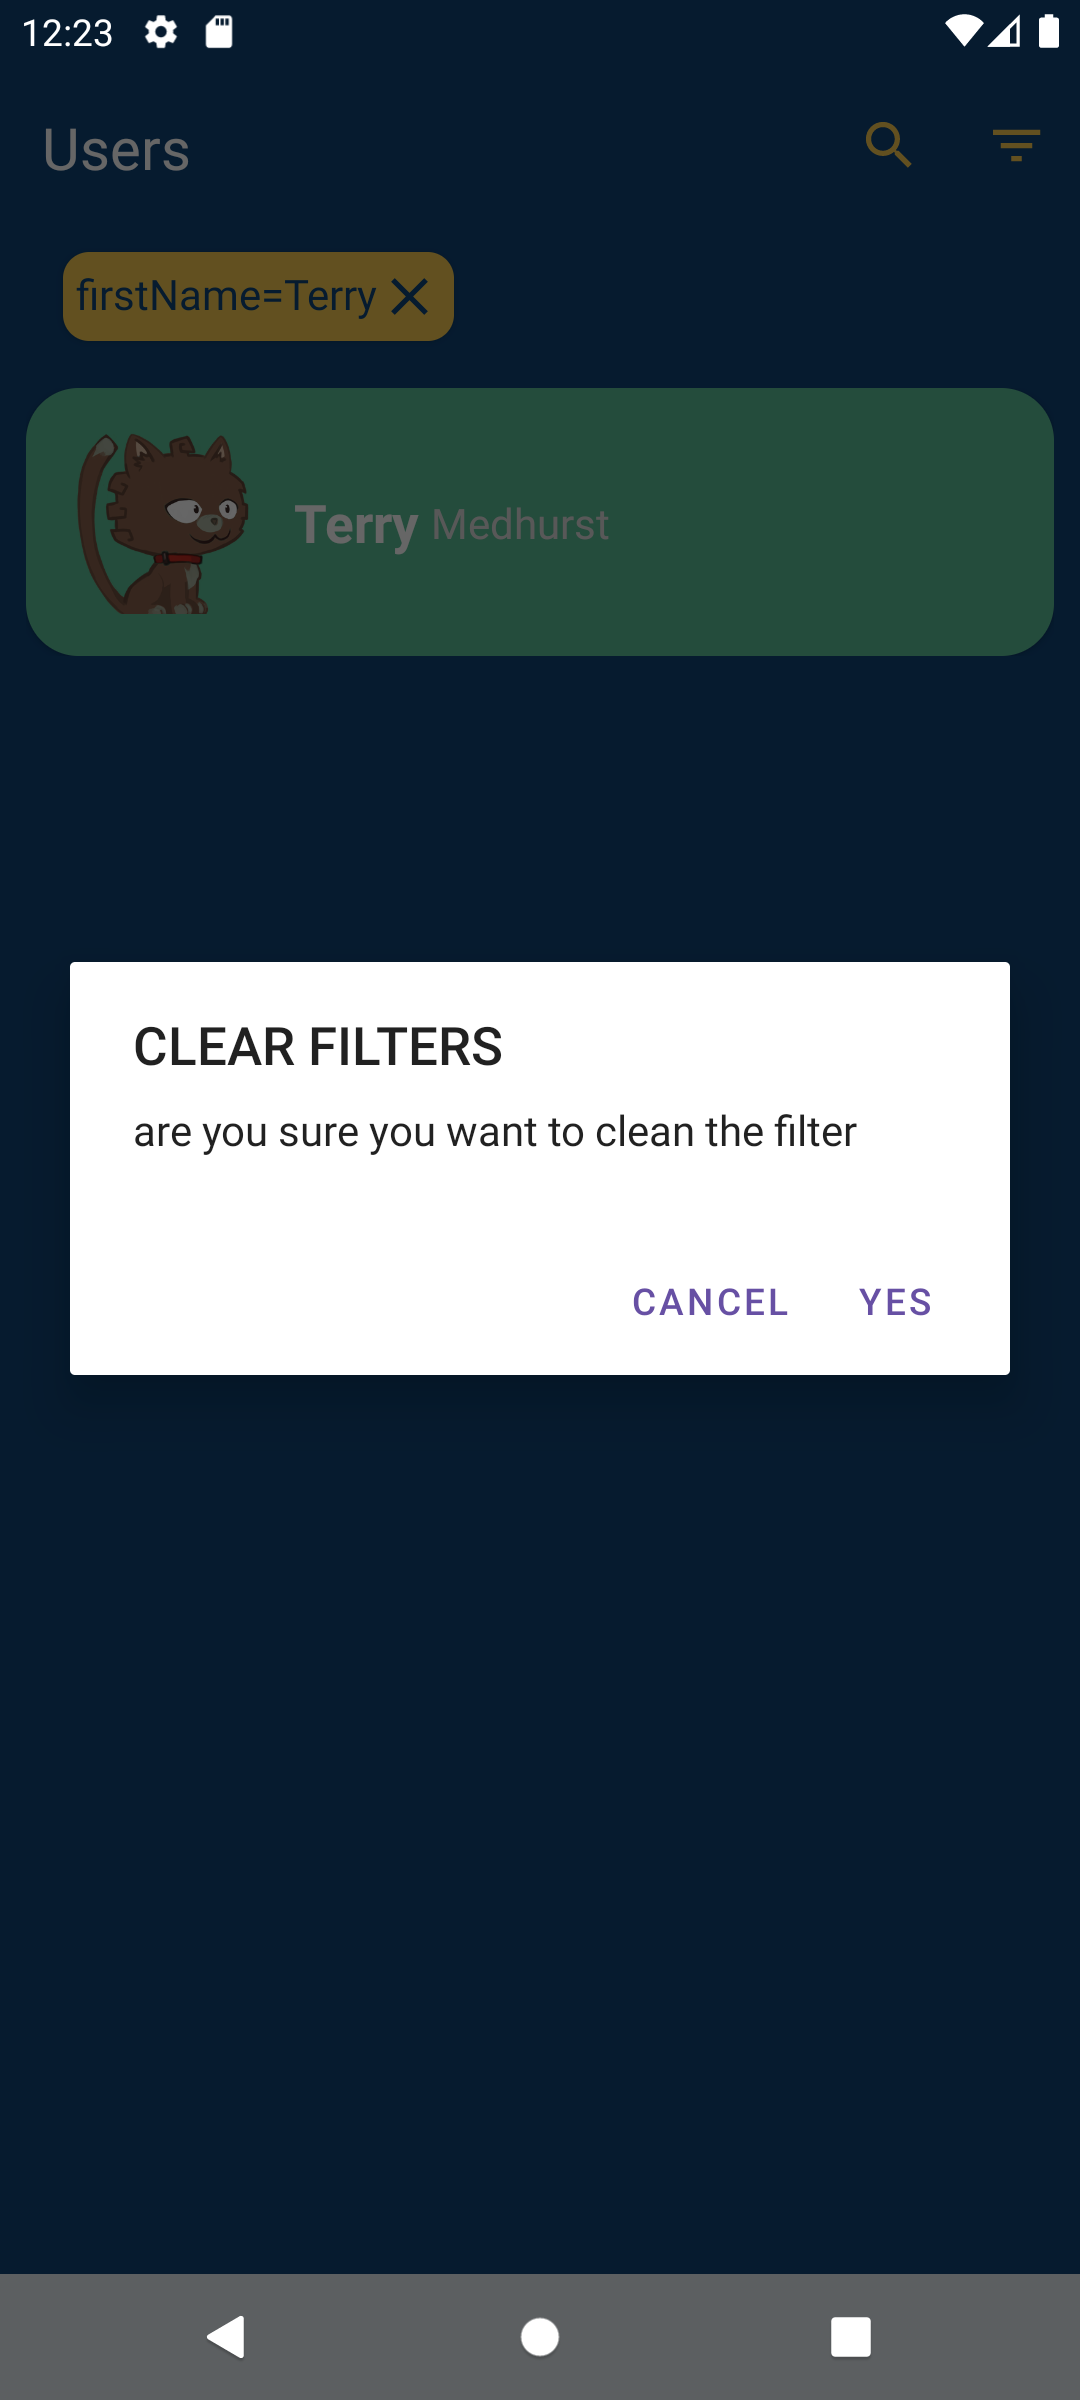 12:23
Users
firstName=Terry
Terry Medhurst
CLEAR FILTERS
are you sure you want to clean the filter
CANCEL YES